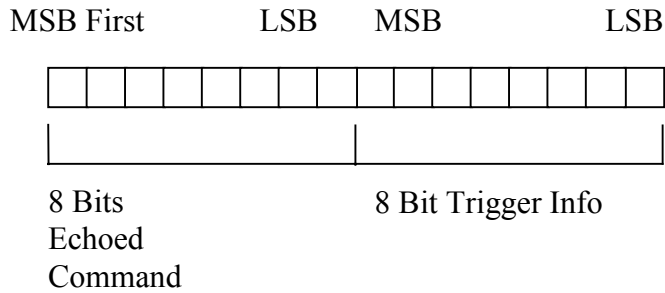 MSB First LSB MSB LSB
8 Bits 8 Bit Trigger Info
Echoed
Command